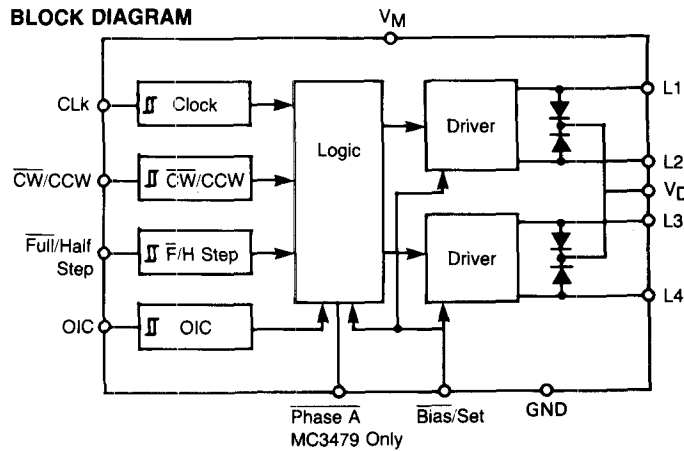 BLOCK DIAGRAM
VM
CLk
Clock
CW/CCW
CW/CCW
Full/Half
Step
F/H Step
OIC
OIC
Logic
Driver
Driver
L1
L2
VD
L3
L4
Phase A
MC3479 Only
Bias/Set
GND